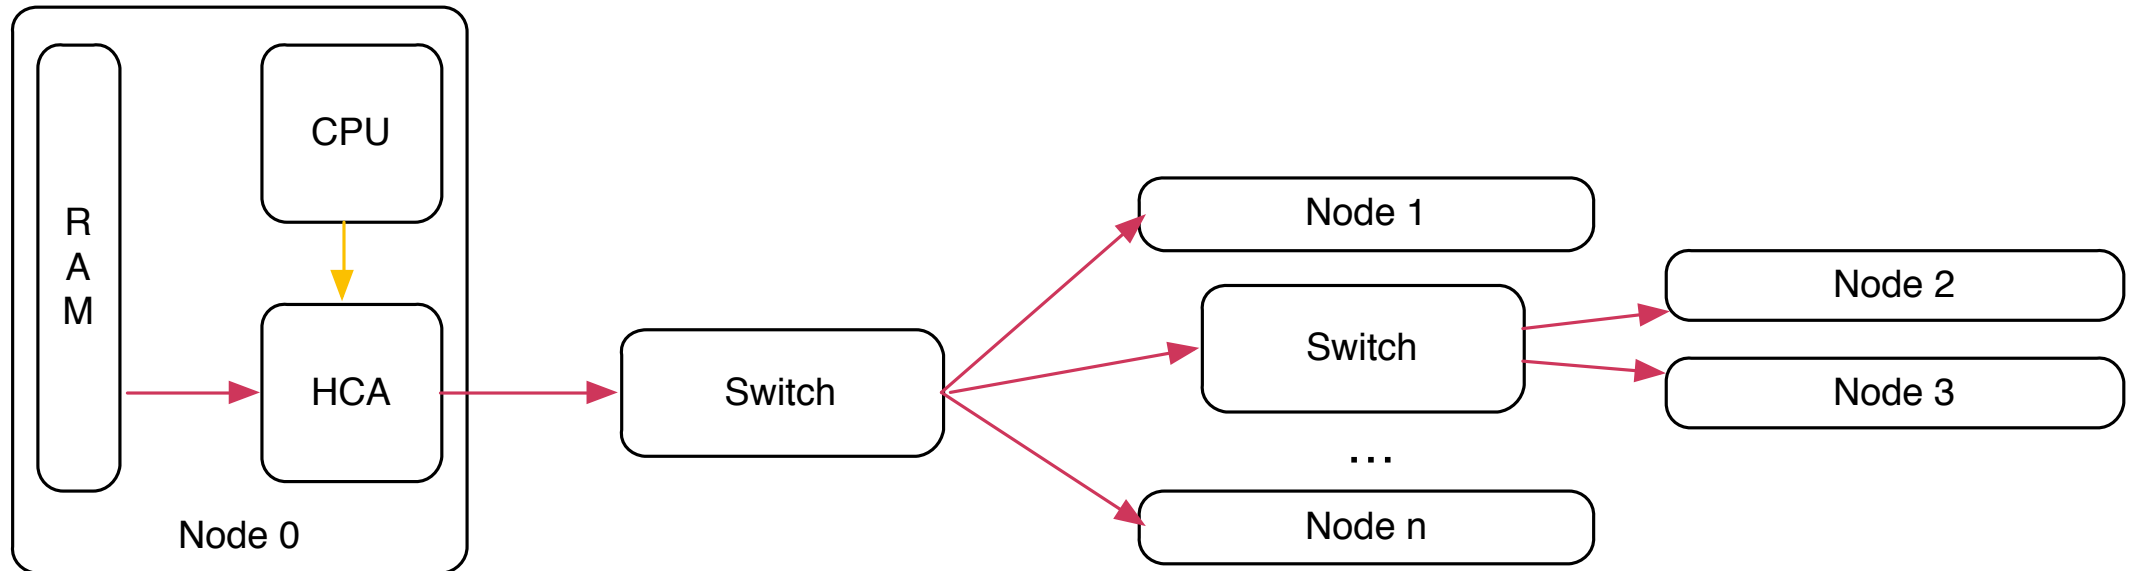 R
A
M
CPU
HCA
Node 0
Switch
Node 1
Switch
...
Node n
Node 2
Node 3